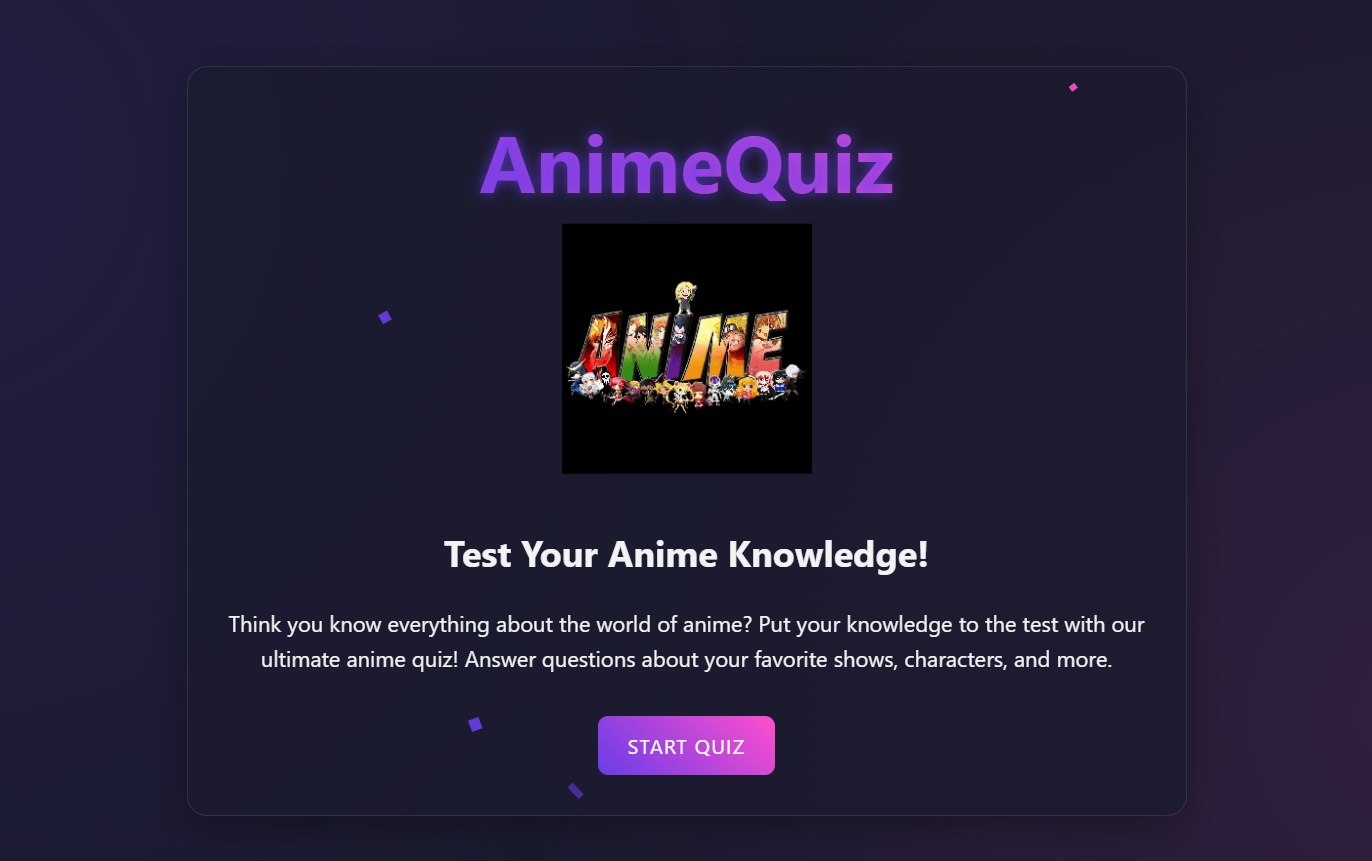 AnimeQuiz
ANIME
Test Your Anime Knowledge!
Think you know everything about the world of anime? Put your knowledge to the test with our
ultimate anime quiz! Answer questions about your favorite shows, characters, and more.
START QUIZ